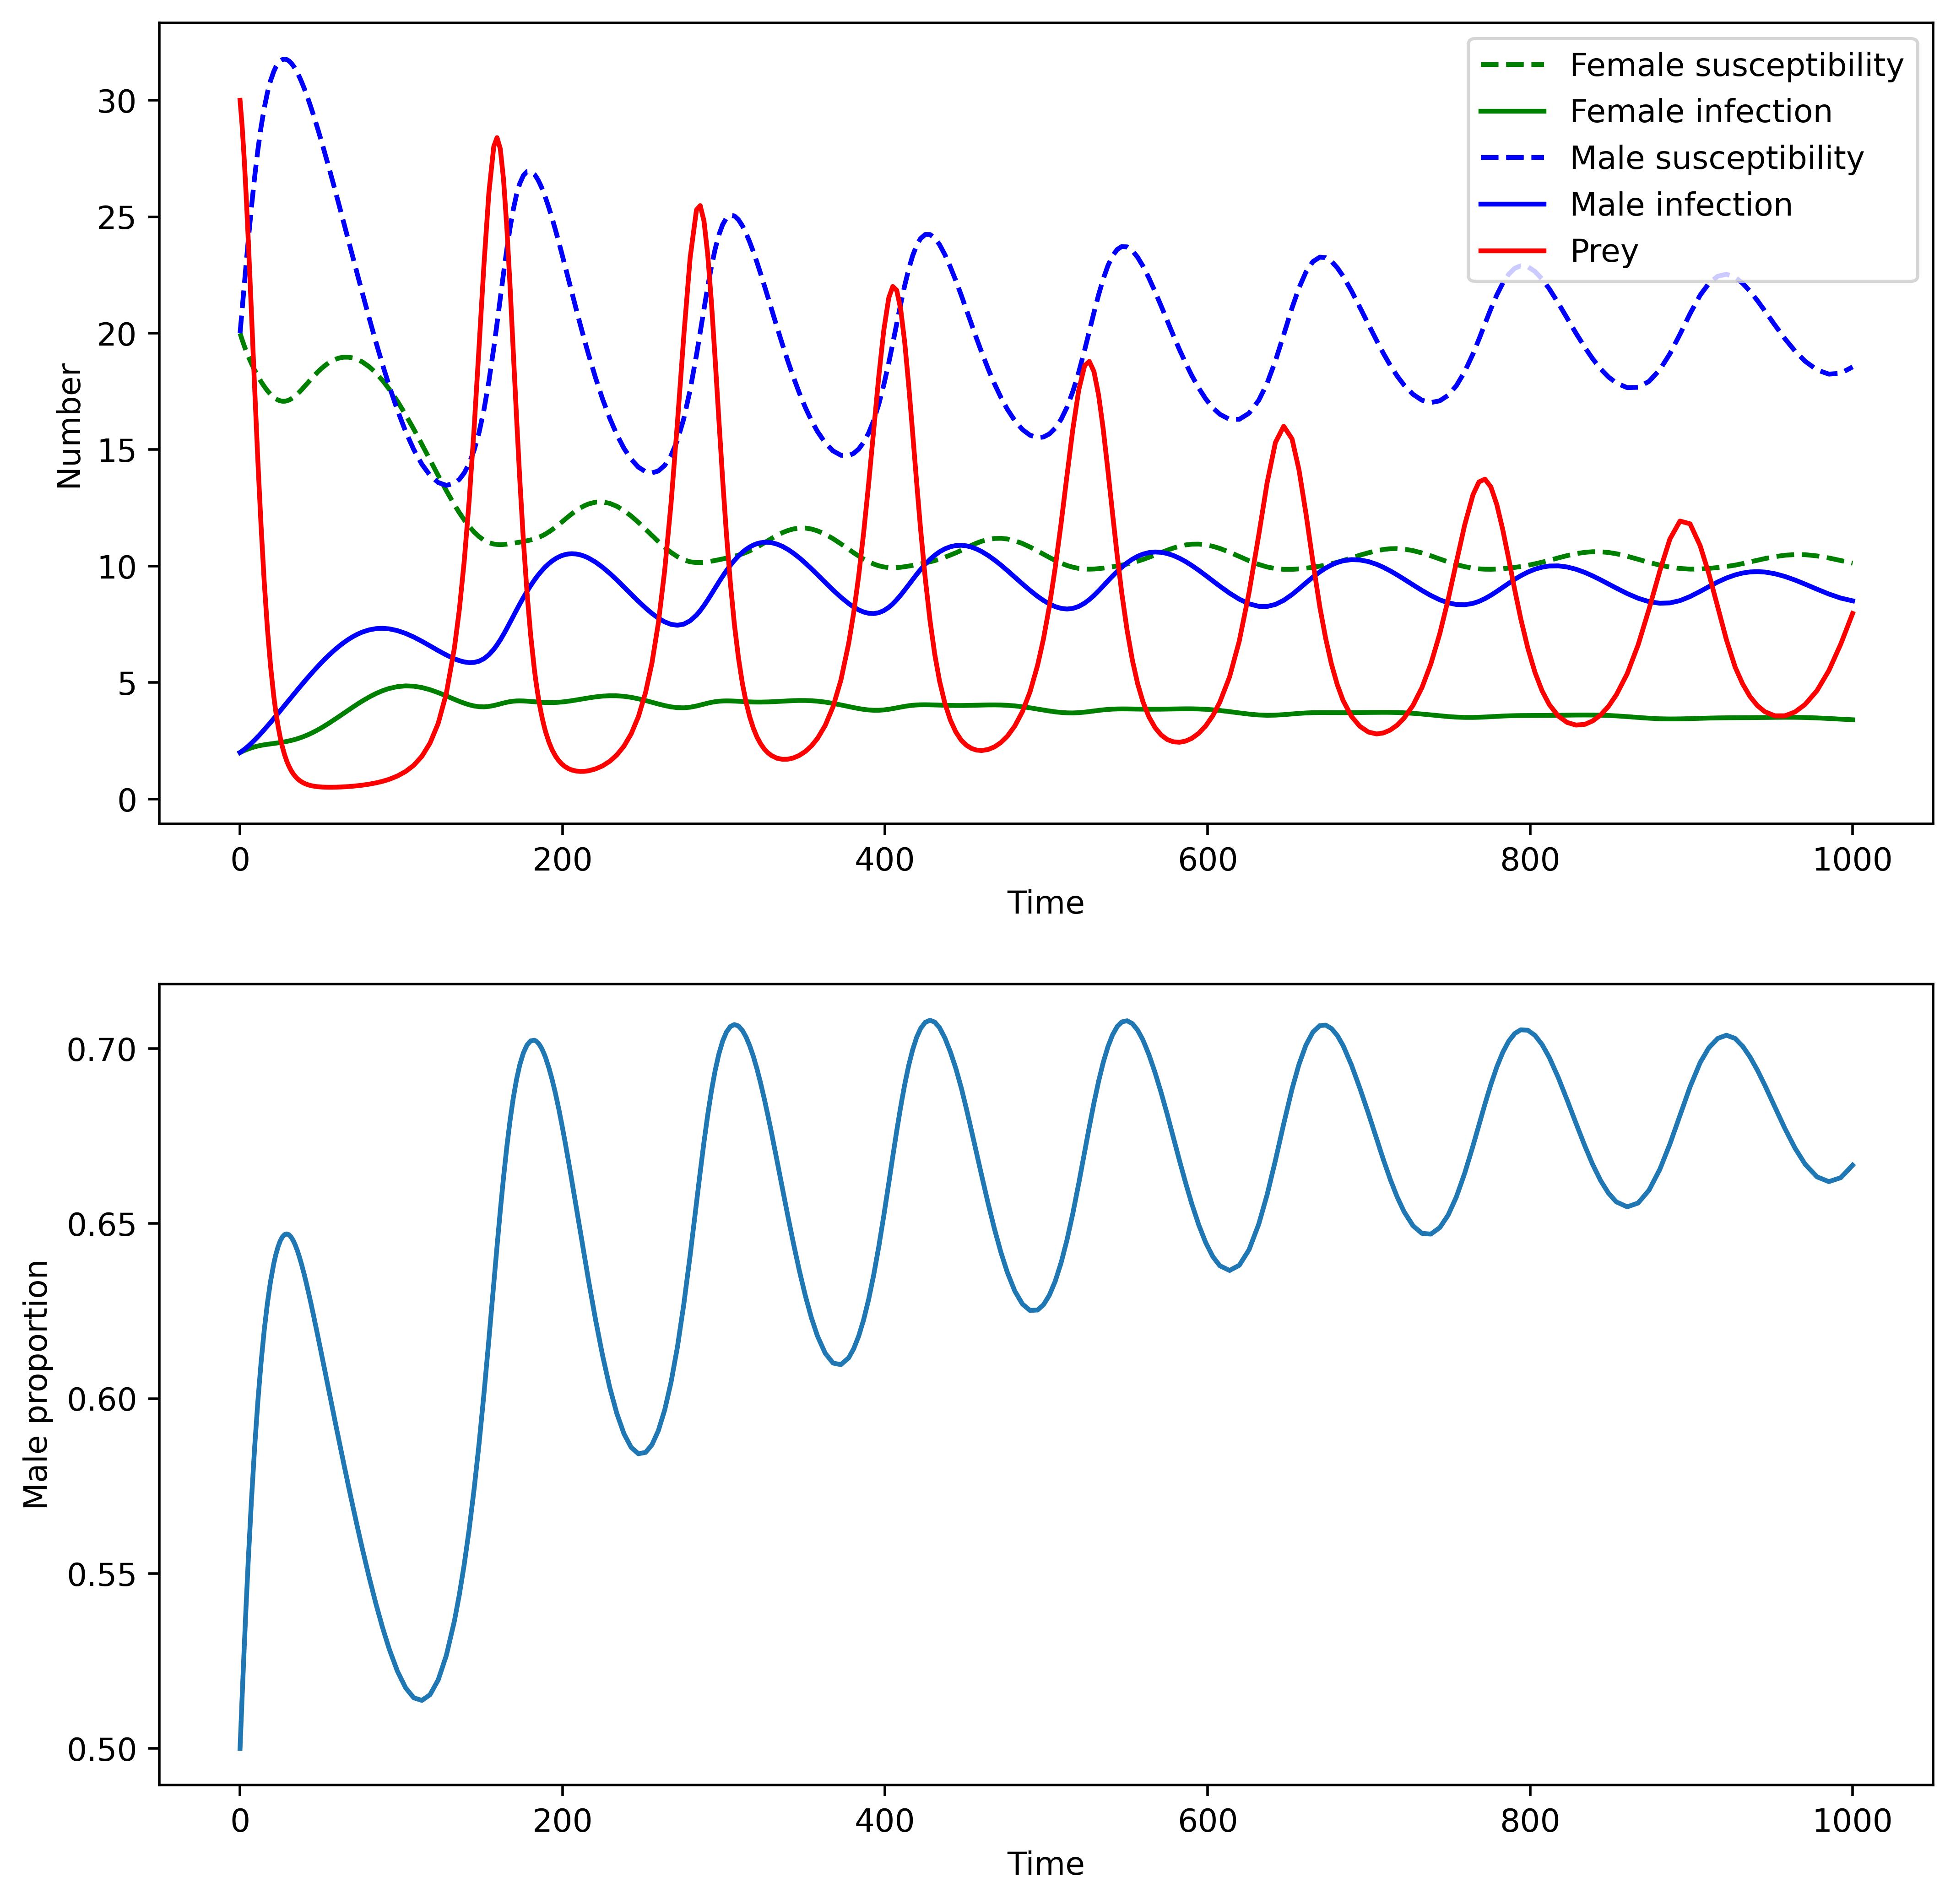 30
25
20
15
10
5
0
Number
Female susceptibility
Female infection
Male susceptibility
Male infection
Prey
0 200 400 600 800 1000
Time
0.70
0.65
0.60
0.55
0.50
Male proportion
0 200 400 600 800 1000
Time